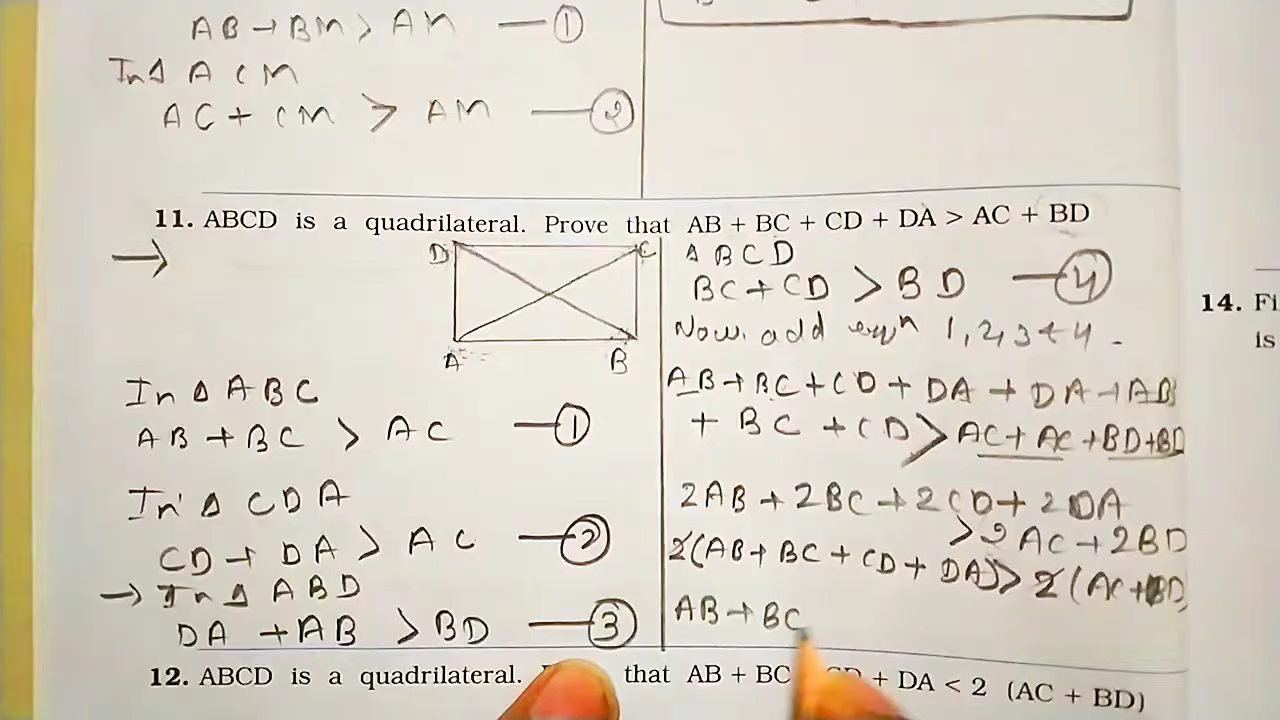 AB + BM > AM — 1
In Δ A C M
AC + CM > AM — 2
11. ABCD is a quadrilateral. Prove that AB + BC + CD + DA > AC + BD
D C
A B
In Δ ABC
AB + BC > AC — 1
In Δ CDA
CD + DA > AC — 2
→ In Δ ABD
DA + AB > BD — 3
Δ BCD
BC + CD > BD — 4
Now add eqn 1, 2, 3 + 4 -
AB + BC + CD + DA + DA + AB
+ BC + CD > AC + AC + BD + BD
2AB + 2BC + 2CD + 2DA
> 2AC + 2BD
2(AB + BC + CD + DA) > 2(AC + BD)
AB + BC
12. ABCD is a quadrilateral. that AB + BC + DA < 2 (AC + BD)
14. Fi
is